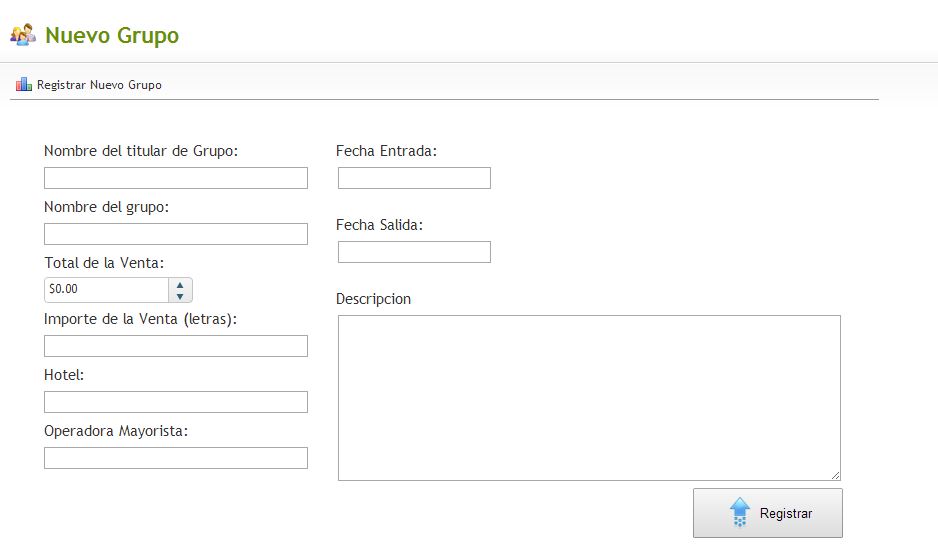 Nuevo Grupo
Registrar Nuevo Grupo
Nombre del titular de Grupo:
Nombre del grupo:
Total de la Venta:
$0.00
Importe de la Venta (letras):
Hotel:
Operadora Mayorista:
Fecha Entrada:
Fecha Salida:
Descripcion
Registrar